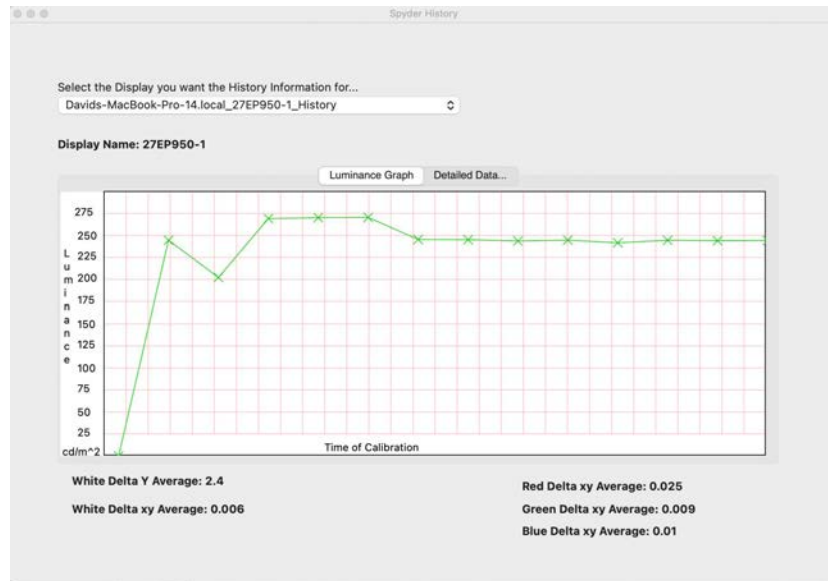 Spyder History
Select the Display you want the History Information for...
Davids-MacBook-Pro-14.local_27EP950-1_History
Display Name: 27EP950-1
Luminance Graph
Detailed Data...
Luminance
275
250
225
200
175
150
125
100
75
50
25
cd/m^2
Time of Calibration
White Delta Y Average: 2.4
White Delta xy Average: 0.006
Red Delta xy Average: 0.025
Green Delta xy Average: 0.009
Blue Delta xy Average: 0.01